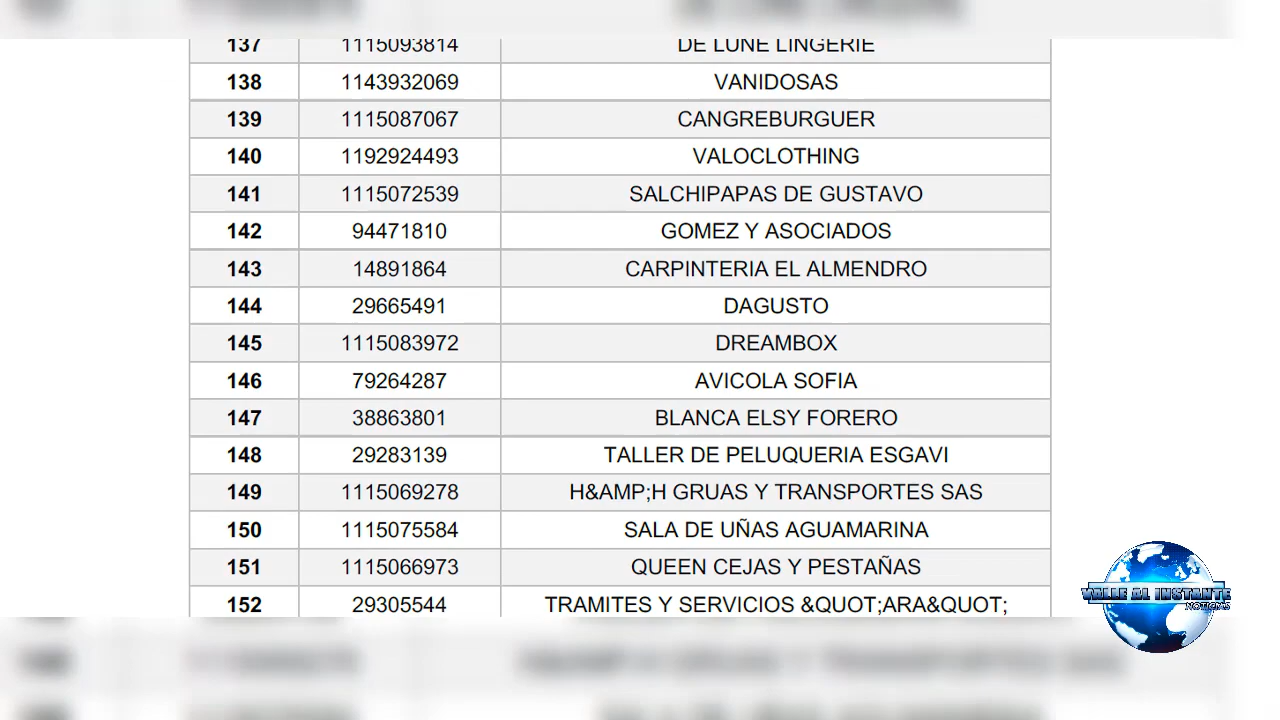 137 1115093814 DE LUNE LINGERIE
138 1143932069 VANIDOSAS
139 1115087067 CANGREBURGUER
140 1192924493 VALOCLOTHING
141 1115072539 SALCHIPAPAS DE GUSTAVO
142 94471810 GOMEZ Y ASOCIADOS
143 14891864 CARPINTERIA EL ALMENDRO
144 29665491 DAGUSTO
145 1115083972 DREAMBOX
146 79264287 AVICOLA SOFIA
147 38863801 BLANCA ELSY FORERO
148 29283139 TALLER DE PELUQUERIA ESGAVI
149 1115069278 H&AMP;H GRUAS Y TRANSPORTES SAS
150 1115075584 SALA DE UÑAS AGUAMARINA
151 1115066973 QUEEN CEJAS Y PESTAÑAS
152 29305544 TRAMITES Y SERVICIOS &QUOT;ARA&QUOT;
VALLE AL INSTANTE
NOTICIAS